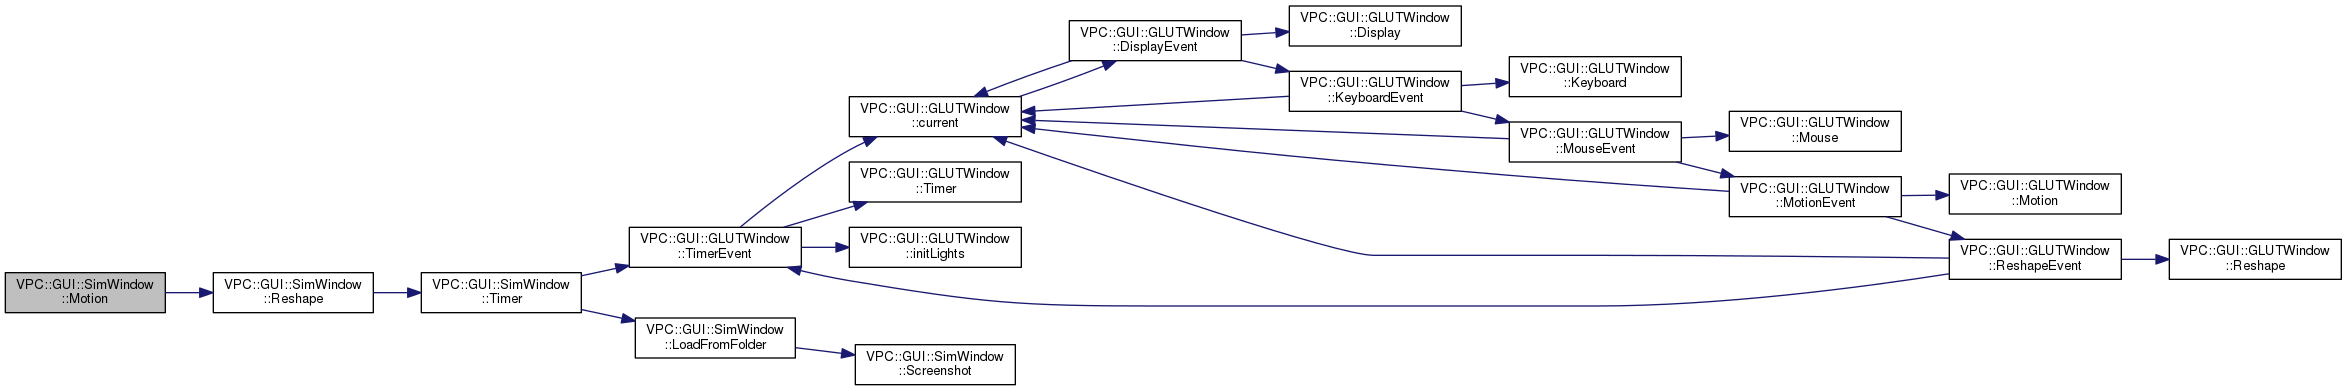 VPC::GUI::SimWindow
::Motion
VPC::GUI::SimWindow
::Reshape
VPC::GUI::SimWindow
::Timer
VPC::GUI::GLUTWindow
::TimerEvent
VPC::GUI::SimWindow
::LoadFromFolder
VPC::GUI::GLUTWindow
::current
VPC::GUI::GLUTWindow
::Timer
VPC::GUI::GLUTWindow
::initLights
VPC::GUI::SimWindow
::Screenshot
VPC::GUI::GLUTWindow
::DisplayEvent
VPC::GUI::GLUTWindow
::Display
VPC::GUI::GLUTWindow
::KeyboardEvent
VPC::GUI::GLUTWindow
::Keyboard
VPC::GUI::GLUTWindow
::MouseEvent
VPC::GUI::GLUTWindow
::Mouse
VPC::GUI::GLUTWindow
::MotionEvent
VPC::GUI::GLUTWindow
::Motion
VPC::GUI::GLUTWindow
::ReshapeEvent
VPC::GUI::GLUTWindow
::Reshape